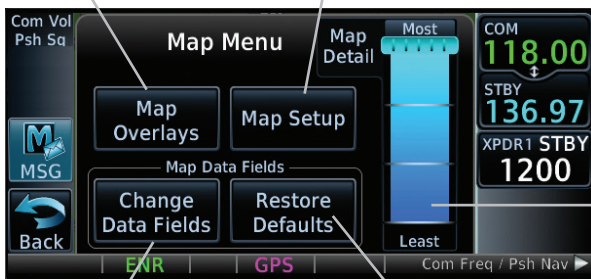 Com Vol
Psh Sq
Map Menu
Map
Detail
Most
COM
118.00
STBY
136.97
XPDR1 STBY
1200
Map
Overlays
Map Setup
MSG
Map Data Fields
Change
Data Fields
Restore
Defaults
Back
Least
ENR
GPS
Com Freq / Psh Nav